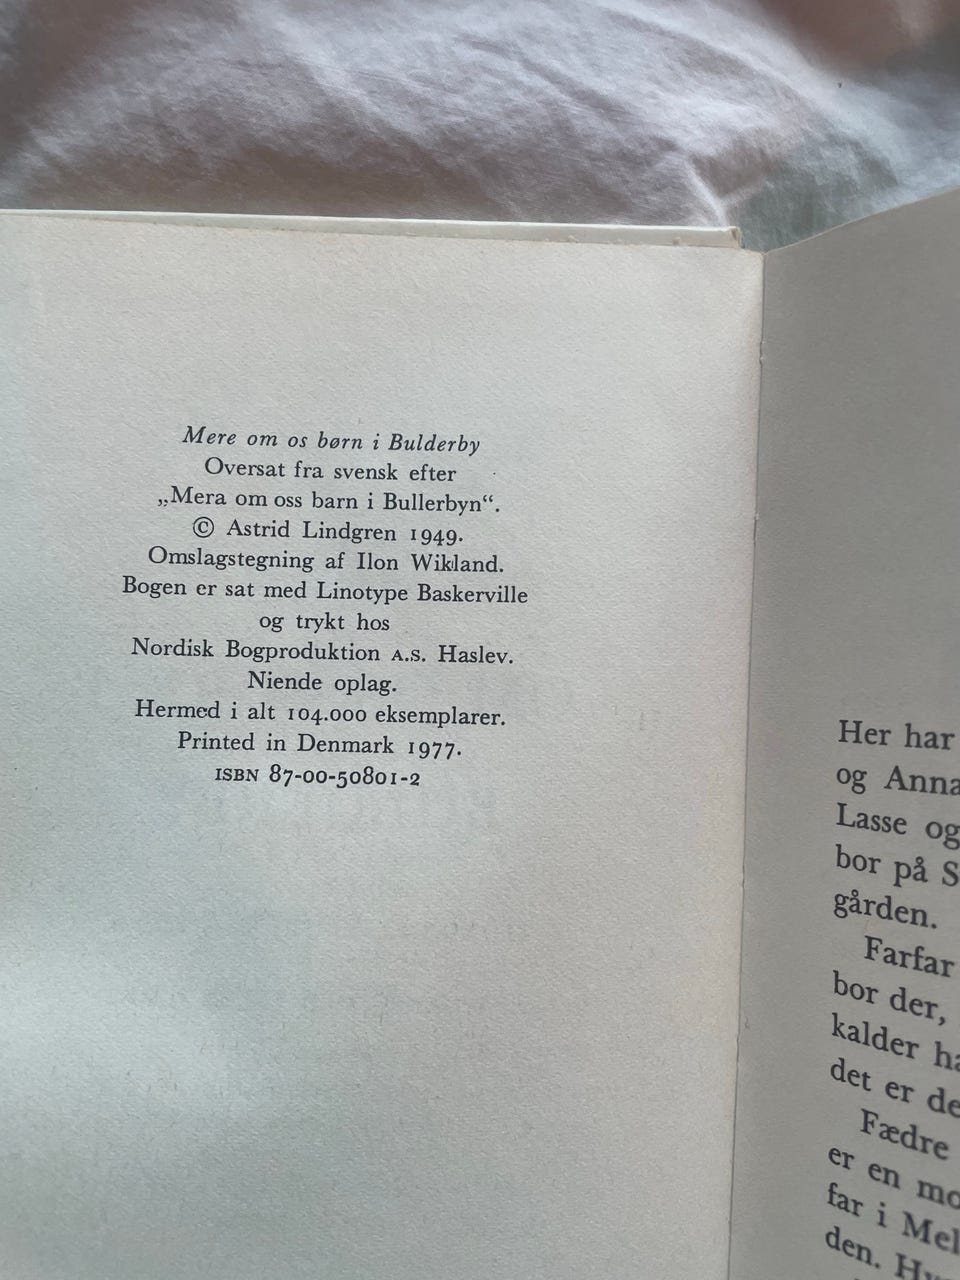 Mere om os børn i Bulderby
Oversat fra svensk efter
„Mera om oss barn i Bullerbyn“.
© Astrid Lindgren 1949.
Omslagstegning af Ilon Wikland.
Bogen er sat med Linotype Baskerville
og trykt hos
Nordisk Bogproduktion A.S. Haslev.
Niende oplag.
Hermed i alt 104.000 eksemplarer.
Printed in Denmark 1977.
ISBN 87-00-50801-2
Her har
og Anna
Lasse og
bor på
gården.
Farfar
bor der,
kalder
det er
Fædre
er en
far i
den.